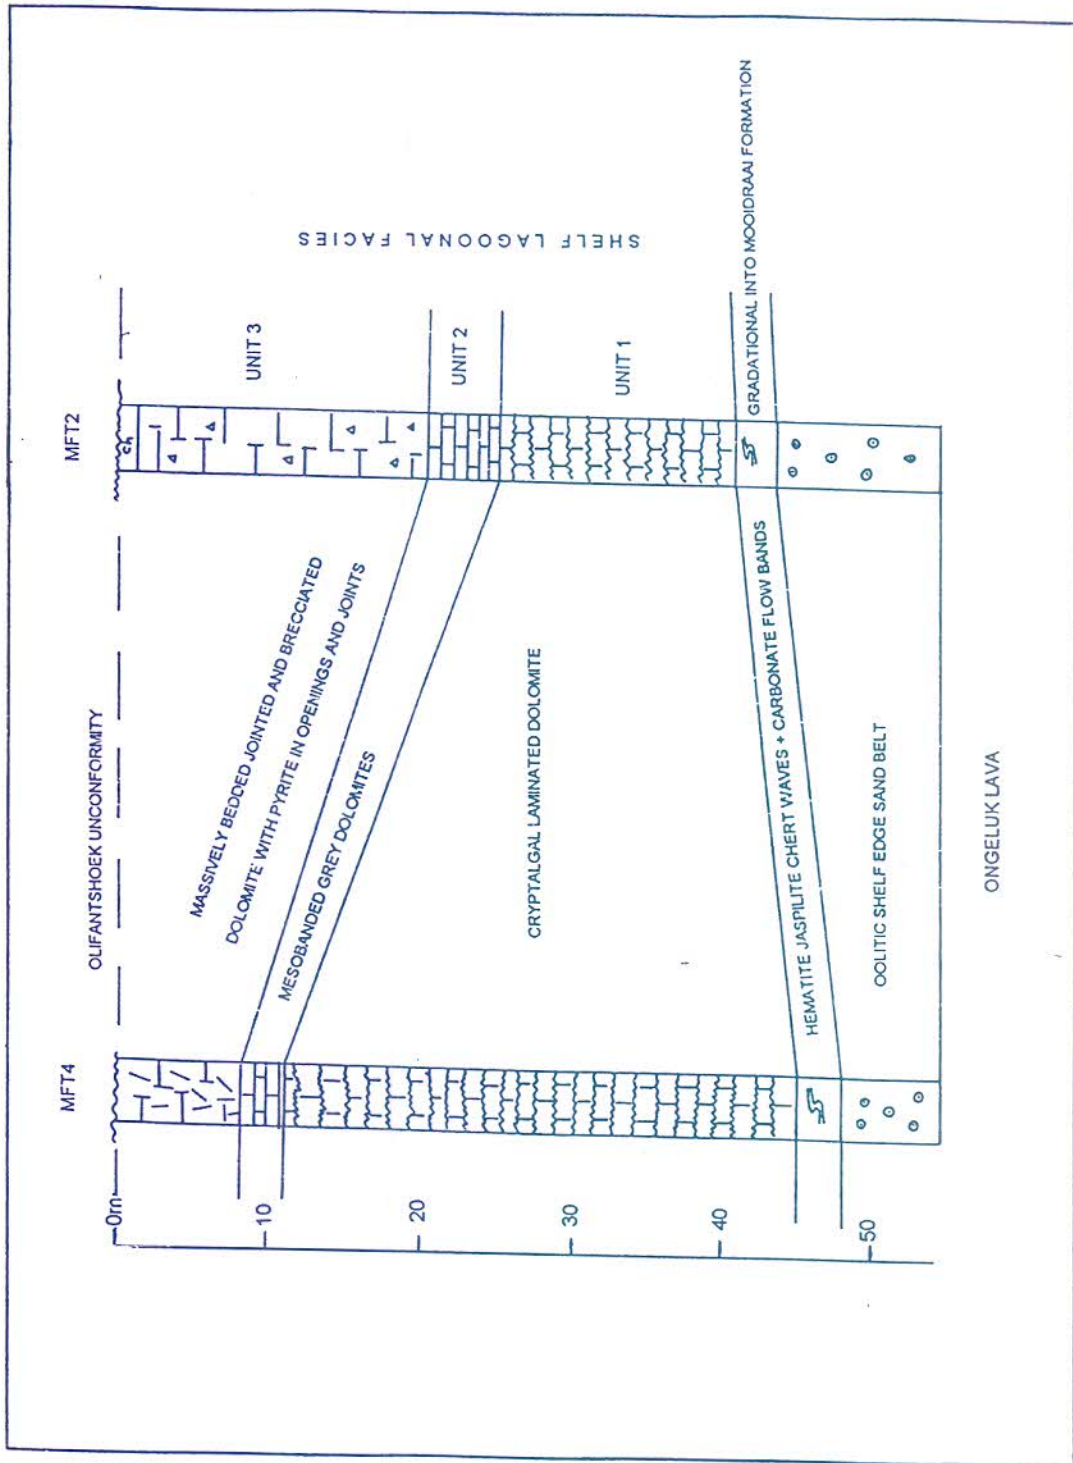 SHELF LAGOONAL FACIES
MFT4
OLIFANTSHOEK UNCONFORMITY
MFT2
0m
10
20
30
40
50
ch
MASSIVELY BEDDED JOINTED AND BRECCIATED
DOLOMITE WITH PYRITE IN OPENINGS AND JOINTS
MESOBANDED GREY DOLOMITES
CRYPTALGAL LAMINATED DOLOMITE
HEMATITE JASPILITE CHERT WAVES + CARBONATE FLOW BANDS
OOLITIC SHELF EDGE SAND BELT
ONGELUK LAVA
UNIT 3
UNIT 2
UNIT 1
GRADATIONAL INTO MOOIDRAAI FORMATION